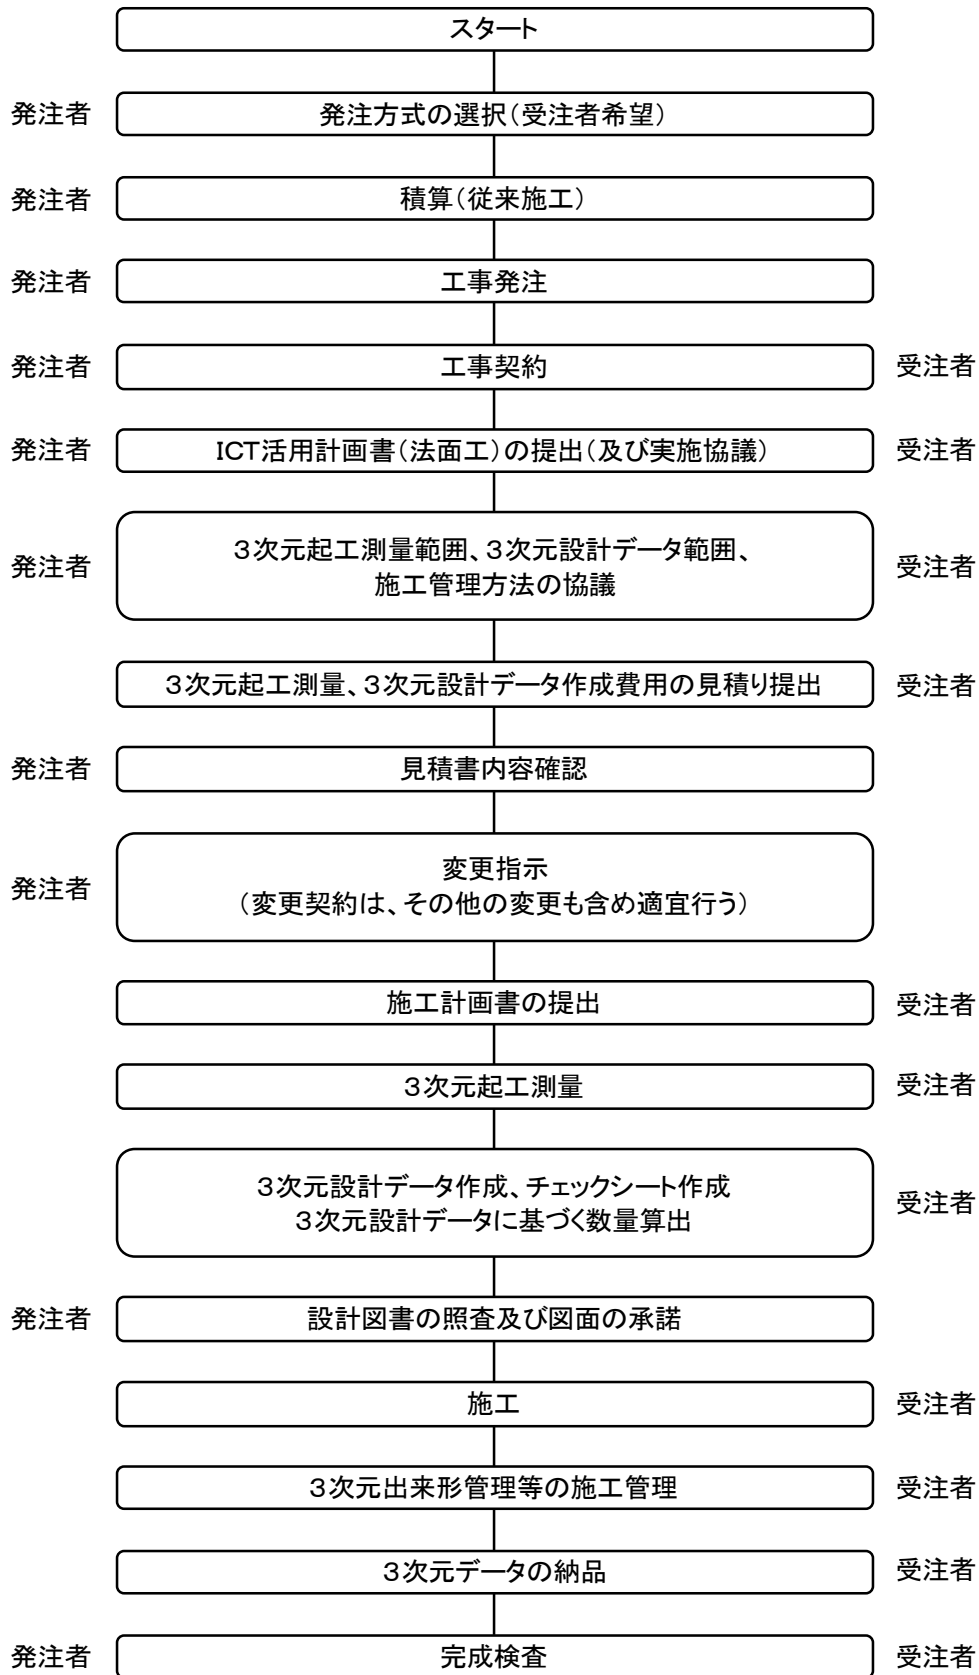 スタート
発注者 発注方式の選択(受注者希望)
発注者 積算(従来施工)
発注者 工事発注
発注者 工事契約 受注者
発注者 ICT活用計画書(法面工)の提出(及び実施協議) 受注者
3次元起工測量範囲、3次元設計データ範囲、
発注者 施工管理方法の協議 受注者
3次元起工測量、3次元設計データ作成費用の見積り提出 受注者
発注者 見積書内容確認
変更指示
発注者 (変更契約は、その他の変更も含め適宜行う)
施工計画書の提出 受注者
3次元起工測量 受注者
3次元設計データ作成、チェックシート作成
3次元設計データに基づく数量算出 受注者
発注者 設計図書の照査及び図面の承諾
施工 受注者
3次元出来形管理等の施工管理 受注者
3次元データの納品 受注者
発注者 完成検査 受注者